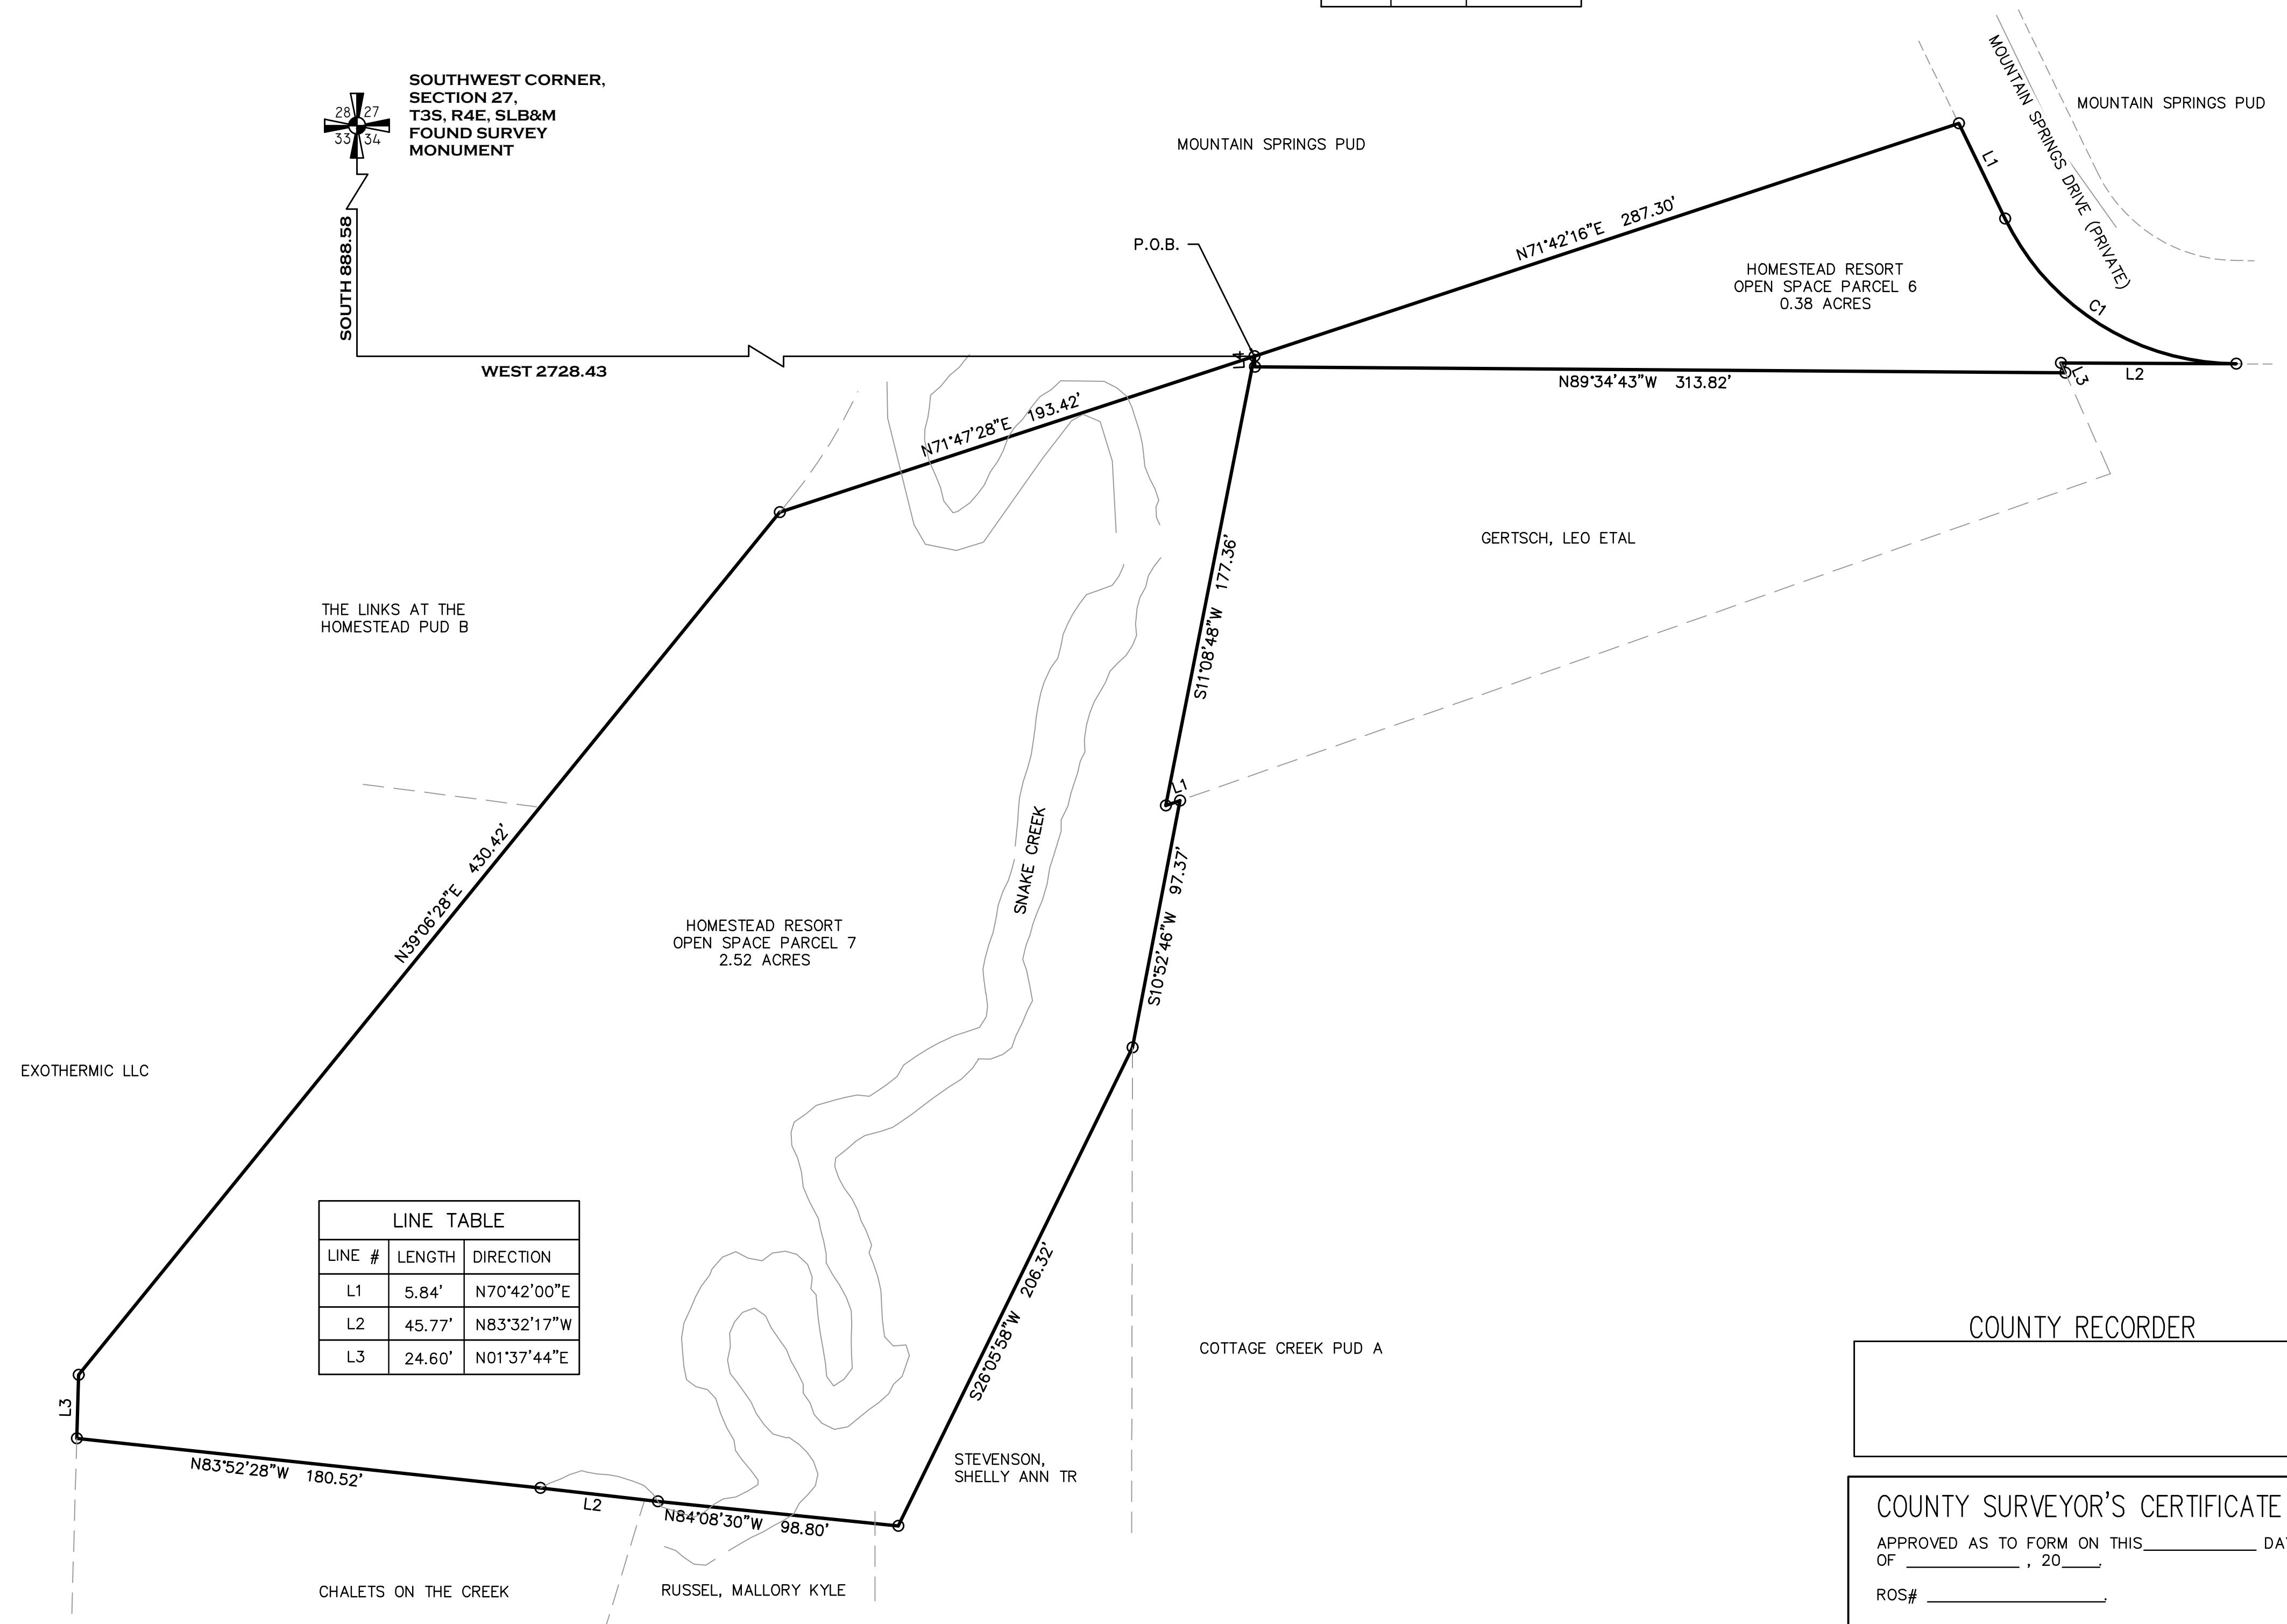 SOUTHWEST CORNER,
SECTION 27,
T3S, R4E, SLB&M
FOUND SURVEY
MONUMENT
28 27
33 34
SOUTH 888.58
WEST 2728.43
MOUNTAIN SPRINGS PUD
MOUNTAIN SPRINGS PUD
MOUNTAIN SPRINGS DRIVE (PRIVATE)
P.O.B.
N71°42'16"E 287.30'
L1
C1
HOMESTEAD RESORT
OPEN SPACE PARCEL 6
0.38 ACRES
L4
N89°34'43"W 313.82'
L3
L2
N71°47'28"E 193.42'
GERTSCH, LEO ETAL
S11°08'48"W 177.36'
THE LINKS AT THE
HOMESTEAD PUD B
L1
SNAKE CREEK
S10°52'46"W 97.37'
N39°06'28"E 430.42'
HOMESTEAD RESORT
OPEN SPACE PARCEL 7
2.52 ACRES
EXOTHERMIC LLC
LINE TABLE
LINE # LENGTH DIRECTION
L1 5.84' N70°42'00"E
L2 45.77' N83°32'17"W
L3 24.60' N01°37'44"E
S26°05'58"W 206.32'
COTTAGE CREEK PUD A
L3
N83°52'28"W 180.52'
L2
N84°08'30"W 98.80'
STEVENSON,
SHELLY ANN TR
CHALETS ON THE CREEK
RUSSEL, MALLORY KYLE
COUNTY RECORDER
COUNTY SURVEYOR'S CERTIFICATE
APPROVED AS TO FORM ON THIS____________ DA
OF ____________ , 20____.
ROS# ___________________.